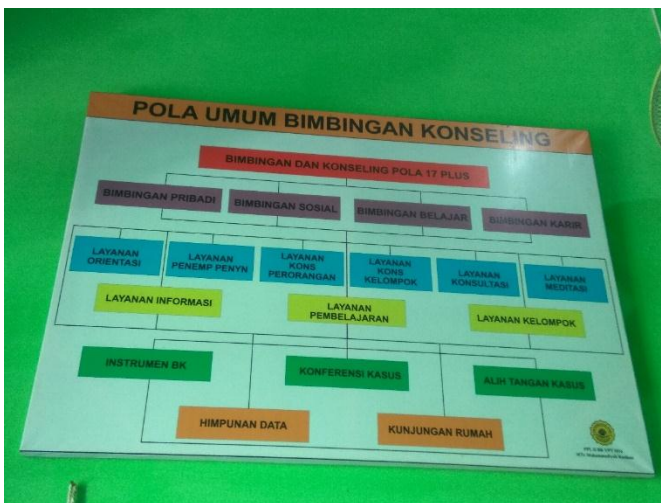 POLA UMUM BIMBINGAN KONSELING
BIMBINGAN DAN KONSELING POLA 17 PLUS
BIMBINGAN PRIBADI
BIMBINGAN SOSIAL
BIMBINGAN BELAJAR
BIMBINGAN KARIR
LAYANAN
ORIENTASI
LAYANAN
PENEMP PENYN
LAYANAN
KONS
PERORANGAN
LAYANAN
KONS
KELOMPOK
LAYANAN
KONSULTASI
LAYANAN
MEDITASI
LAYANAN INFORMASI
LAYANAN
PEMBELAJARAN
LAYANAN KELOMPOK
INSTRUMEN BK
KONFERENSI KASUS
ALIH TANGAN KASUS
HIMPUNAN DATA
KUNJUNGAN RUMAH